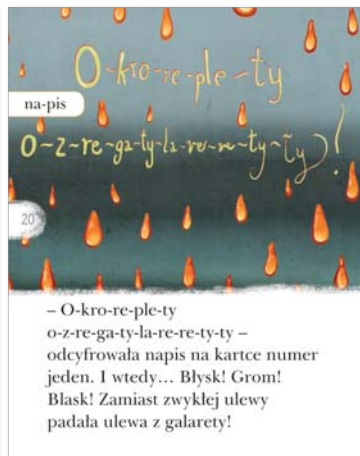 O-kro-re-ple-ty
na-pis
o-z-re-ga-ty-la-re-re-ty-ty!
20
– O-kro-re-ple-ty
o-z-re-ga-ty-la-re-re-ty-ty –
odcyfrowała napis na kartce numer
jeden. I wtedy… Błysk! Grom!
Blask! Zamiast zwykłej ulewy
padała ulewa z galarety!